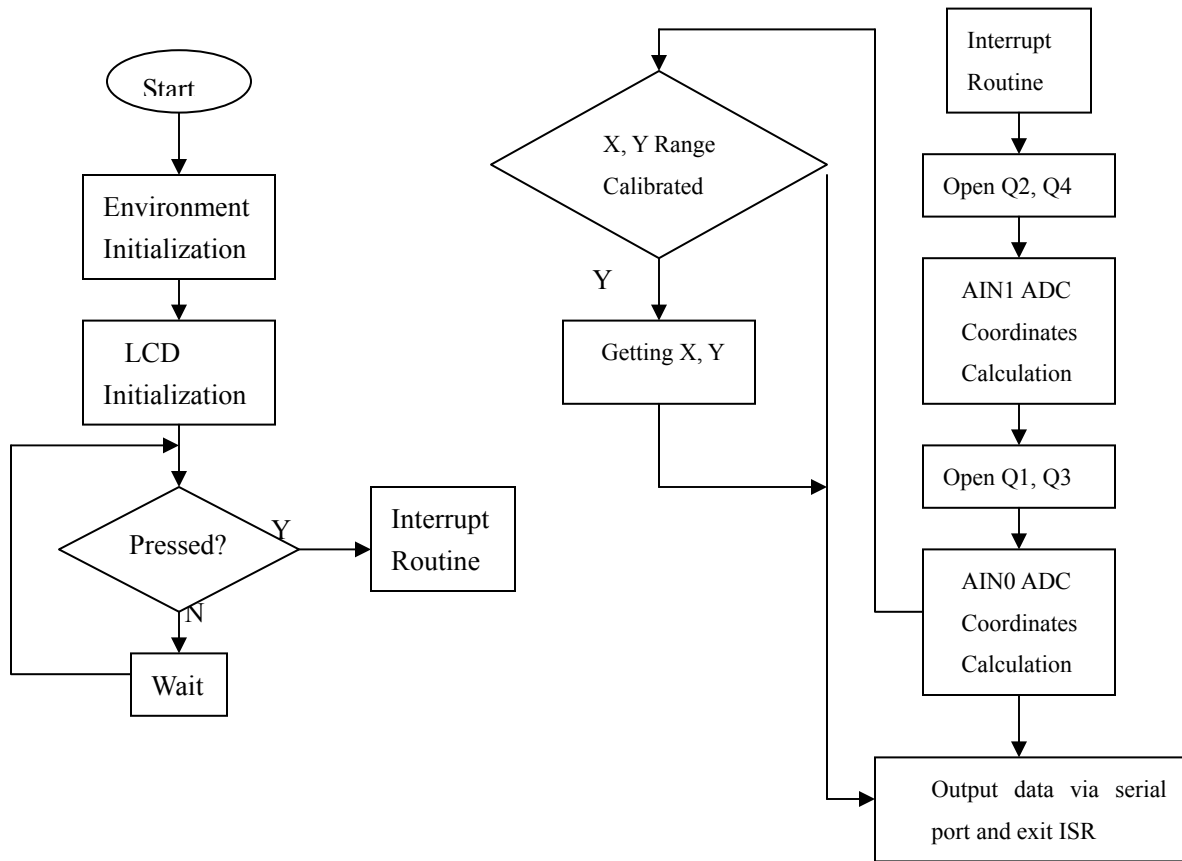 Start
Environment
Initialization
LCD
Initialization
Pressed?
Y
N
Wait
Interrupt
Routine
X, Y Range
Calibrated
Y
Getting X, Y
Interrupt
Routine
Open Q2, Q4
AIN1 ADC
Coordinates
Calculation
Open Q1, Q3
AIN0 ADC
Coordinates
Calculation
Output data via serial
port and exit ISR